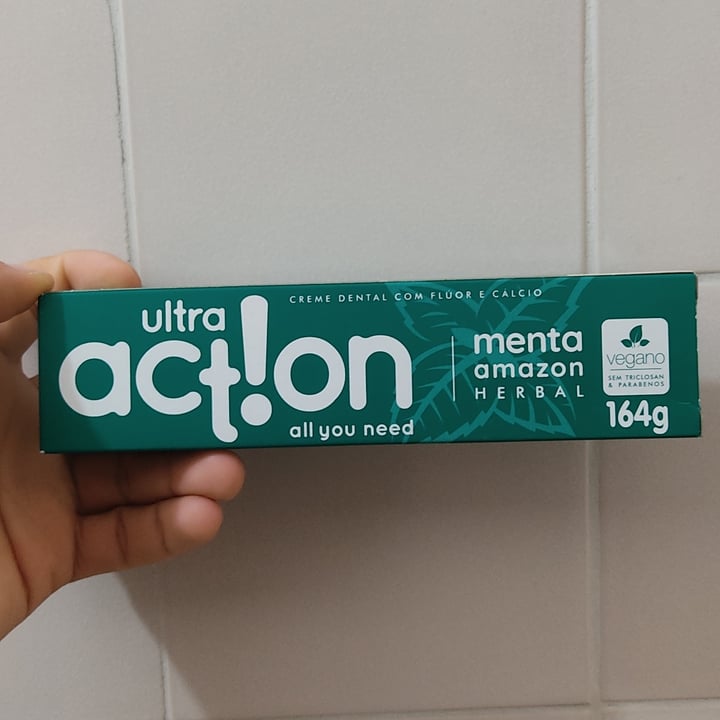 CREME DENTAL COM FLÚOR E CÁLCIO
ultra
act!on
all you need
menta
amazon
HERBAL
vegano
SEM TRICLOSAN
& PARABENOS
164g